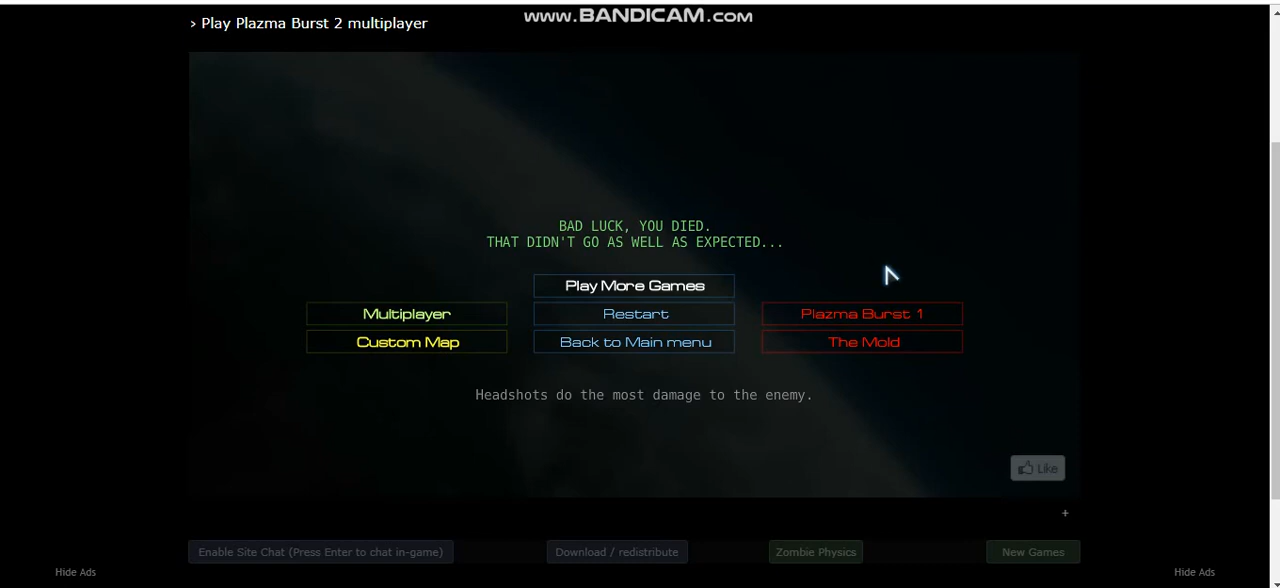 www.BANDICAM.com
› Play Plazma Burst 2 multiplayer
BAD LUCK, YOU DIED.
THAT DIDN'T GO AS WELL AS EXPECTED...
Play More Games
Multiplayer Restart Plazma Burst 1
Custom Map Back to Main menu The Mold
Headshots do the most damage to the enemy.
Like
+
Enable Site Chat (Press Enter to chat in-game) Download / redistribute Zombie Physics New Games
Hide Ads Hide Ads